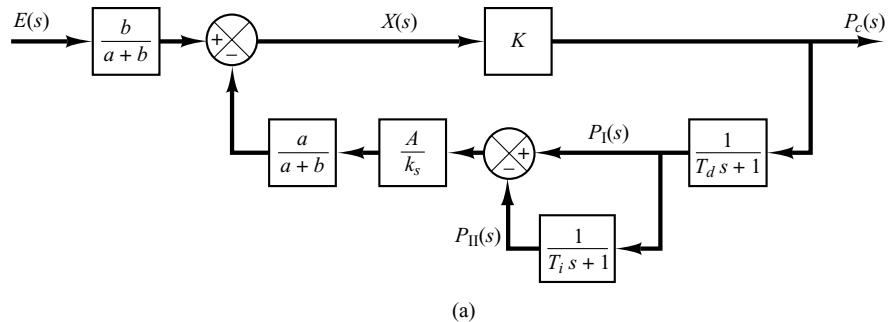 E(s)
b
a + b
+
−
X(s)
K
P_c(s)
a
a + b
A
k_s
+
−
P_I(s)
1
T_d s + 1
P_II(s)
1
T_i s + 1
(a)